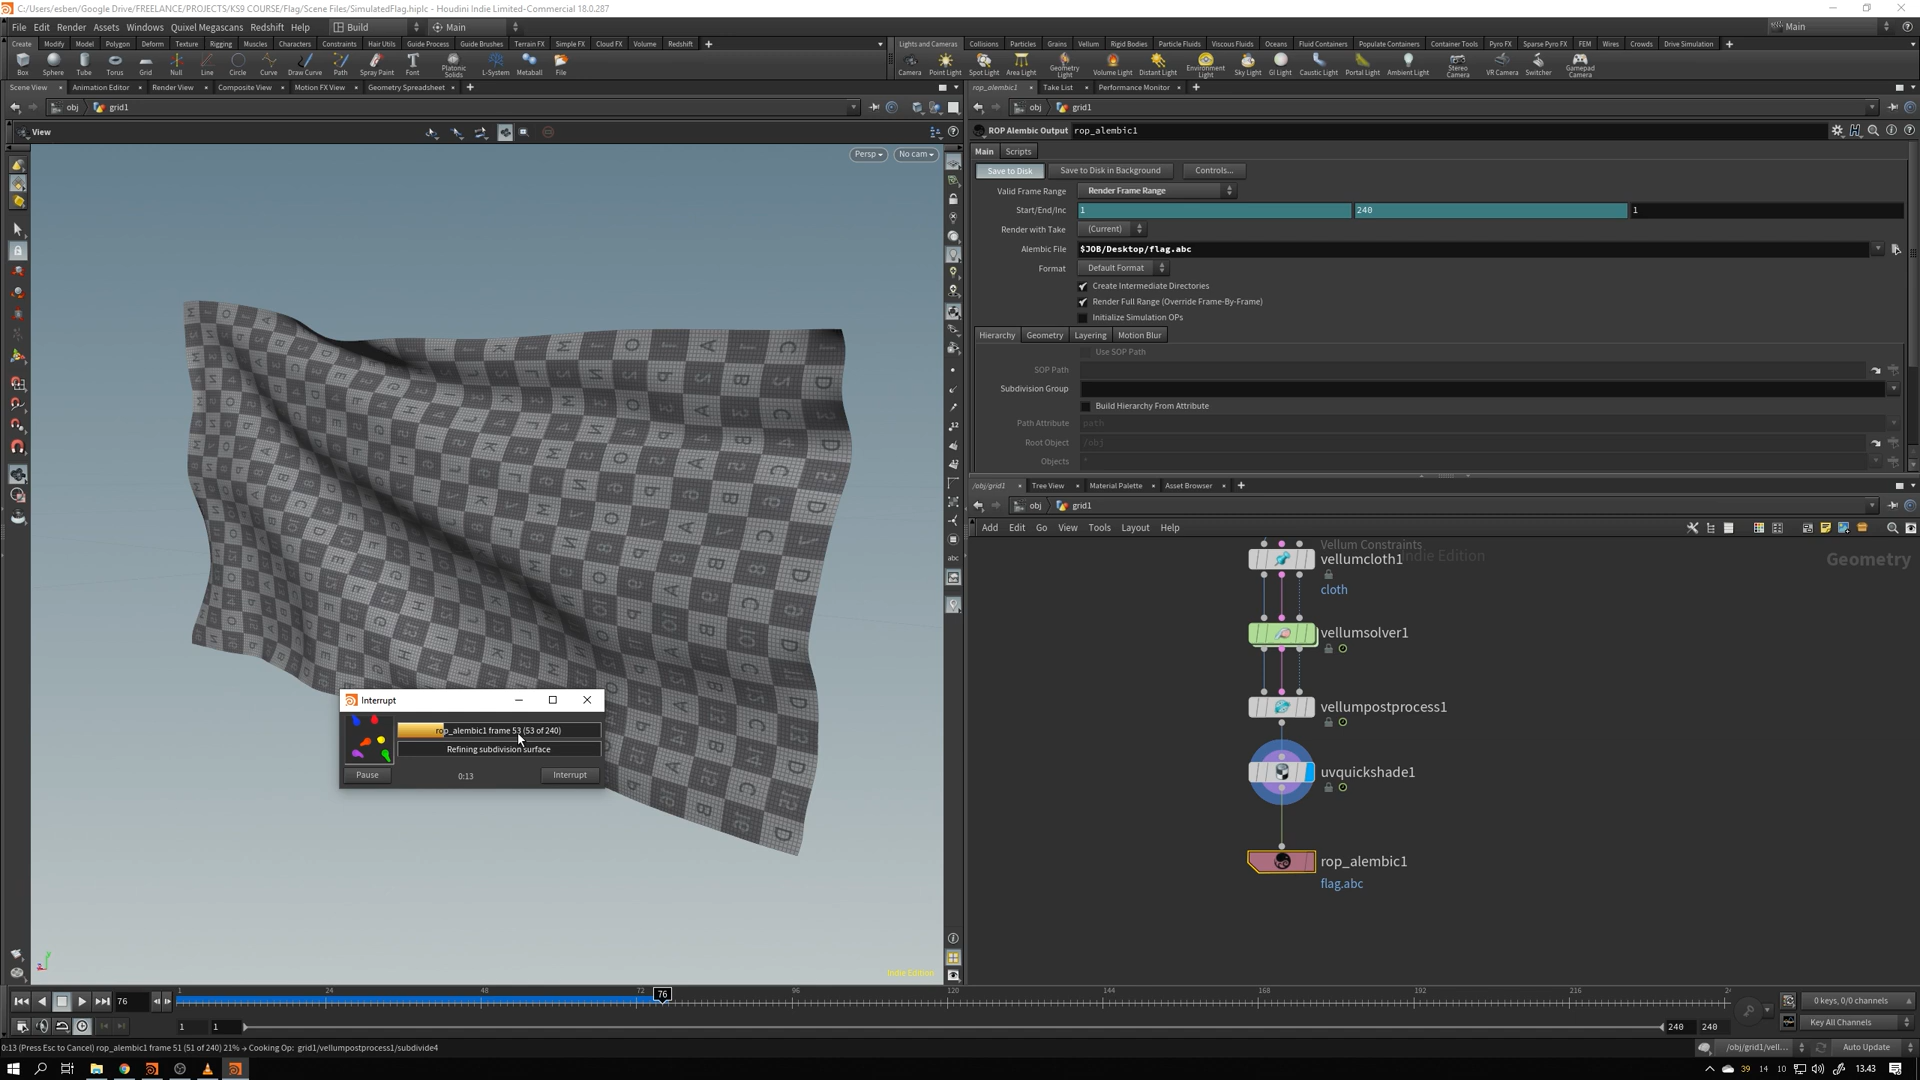 C:/Users/esben/Google Drive/FREELANCE/PROJECTS/KS9 COURSE/Flag/Scene Files/SimulatedFlag.hiplc - Houdini Indie Limited-Commercial 18.0.287
File Edit Render Assets Windows Quixel Megascans Redshift Help Build Main Main
Create Modify Model Polygon Deform Texture Rigging Muscles Characters Constraints Hair Utils Guide Process Guide Brushes Terrain FX Simple FX Cloud FX Volume Redshift
Lights and Cameras Collisions Particles Grains Vellum Rigid Bodies Particle Fluids Viscous Fluids Oceans Fluid Containers Populate Containers Container Tools Pyro FX Sparse Pyro FX FEM Wires Crowds Drive Simulation
Box Sphere Tube Torus Grid Null Line Circle Curve Draw Curve Path Spray Paint Font Platonic Solids L-System Metaball File
Camera Point Light Spot Light Area Light Geometry Light Volume Light Distant Light Environment Light Sky Light GI Light Caustic Light Portal Light Ambient Light Stereo Camera VR Camera Switcher Gamepad Camera
Scene View Animation Editor Render View Composite View Motion FX View Geometry Spreadsheet
rop_alembic1 Take List Performance Monitor
obj grid1
obj grid1
View
Persp No cam
ROP Alembic Output rop_alembic1
Main Scripts
Save to Disk Save to Disk in Background Controls...
Valid Frame Range Render Frame Range
Start/End/Inc 1 240 1
Render with Take (Current)
Alembic File $JOB/Desktop/flag.abc
Format Default Format
Create Intermediate Directories
Render Full Range (Override Frame-By-Frame)
Initialize Simulation OPs
Hierarchy Geometry Layering Motion Blur
Use SOP Path
SOP Path
Subdivision Group
Build Hierarchy From Attribute
Path Attribute path
Root Object /obj
Objects *
/obj/grid1 Tree View Material Palette Asset Browser
obj grid1
Add Edit Go View Tools Layout Help
Indie Edition
Geometry
Vellum Constraints
vellumcloth1
cloth
vellumsolver1
vellumpostprocess1
uvquickshade1
rop_alembic1
flag.abc
Interrupt
rop_alembic1 frame 53 (53 of 240)
Refining subdivision surface
Pause 0:13 Interrupt
Indie Edition
76 1 24 48 72 76 96 120 144 168 192 216
0 keys, 0/0 channels
1 1 240 240 Key All Channels
0:13 (Press Esc to Cancel) rop_alembic1 frame 51 (51 of 240) 21% → Cooking Op: grid1/vellumpostprocess1/subdivide4
/obj/grid1/vell... Auto Update
39 14 10 13.43